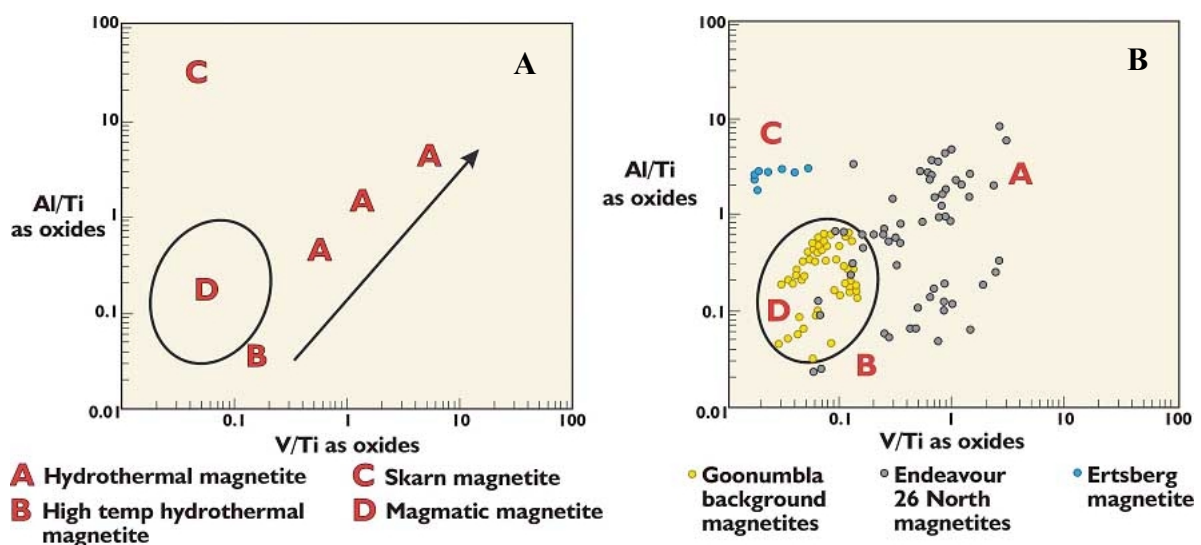 A
100
10
1
0.1
0.01
Al/Ti
as oxides
C
A
A
A
D
B
0.1
1
10
100
V/Ti as oxides
A Hydrothermal magnetite
B High temp hydrothermal
magnetite
C Skarn magnetite
D Magmatic magnetite
B
100
10
1
0.1
0.01
Al/Ti
as oxides
C
A
D
B
0.1
1
10
100
V/Ti as oxides
Goonumbla
background
magnetites
Endeavour
26 North
magnetites
Ertsberg
magnetite